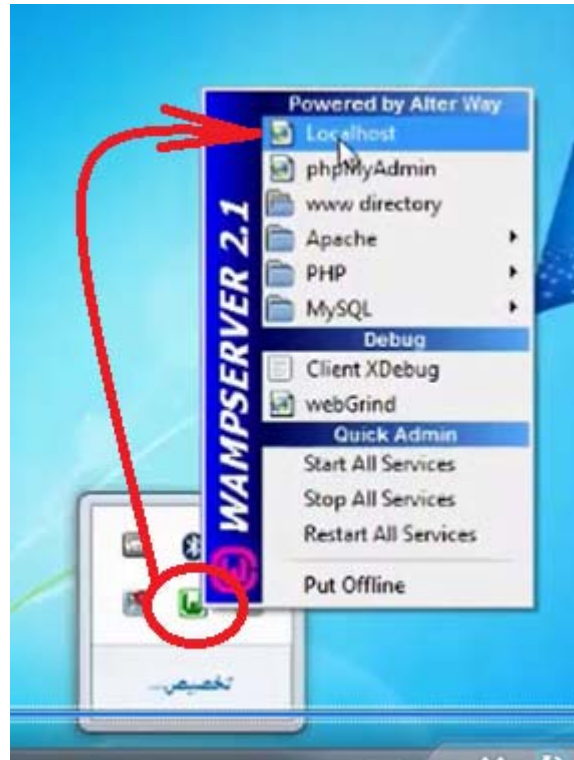 Powered by Alter Way
Localhost
phpMyAdmin
www directory
Apache
PHP
MySQL
Debug
Client XDebug
webGrind
Quick Admin
Start All Services
Stop All Services
Restart All Services
Put Offline
WAMPSERVER 2.1
تخصيص...